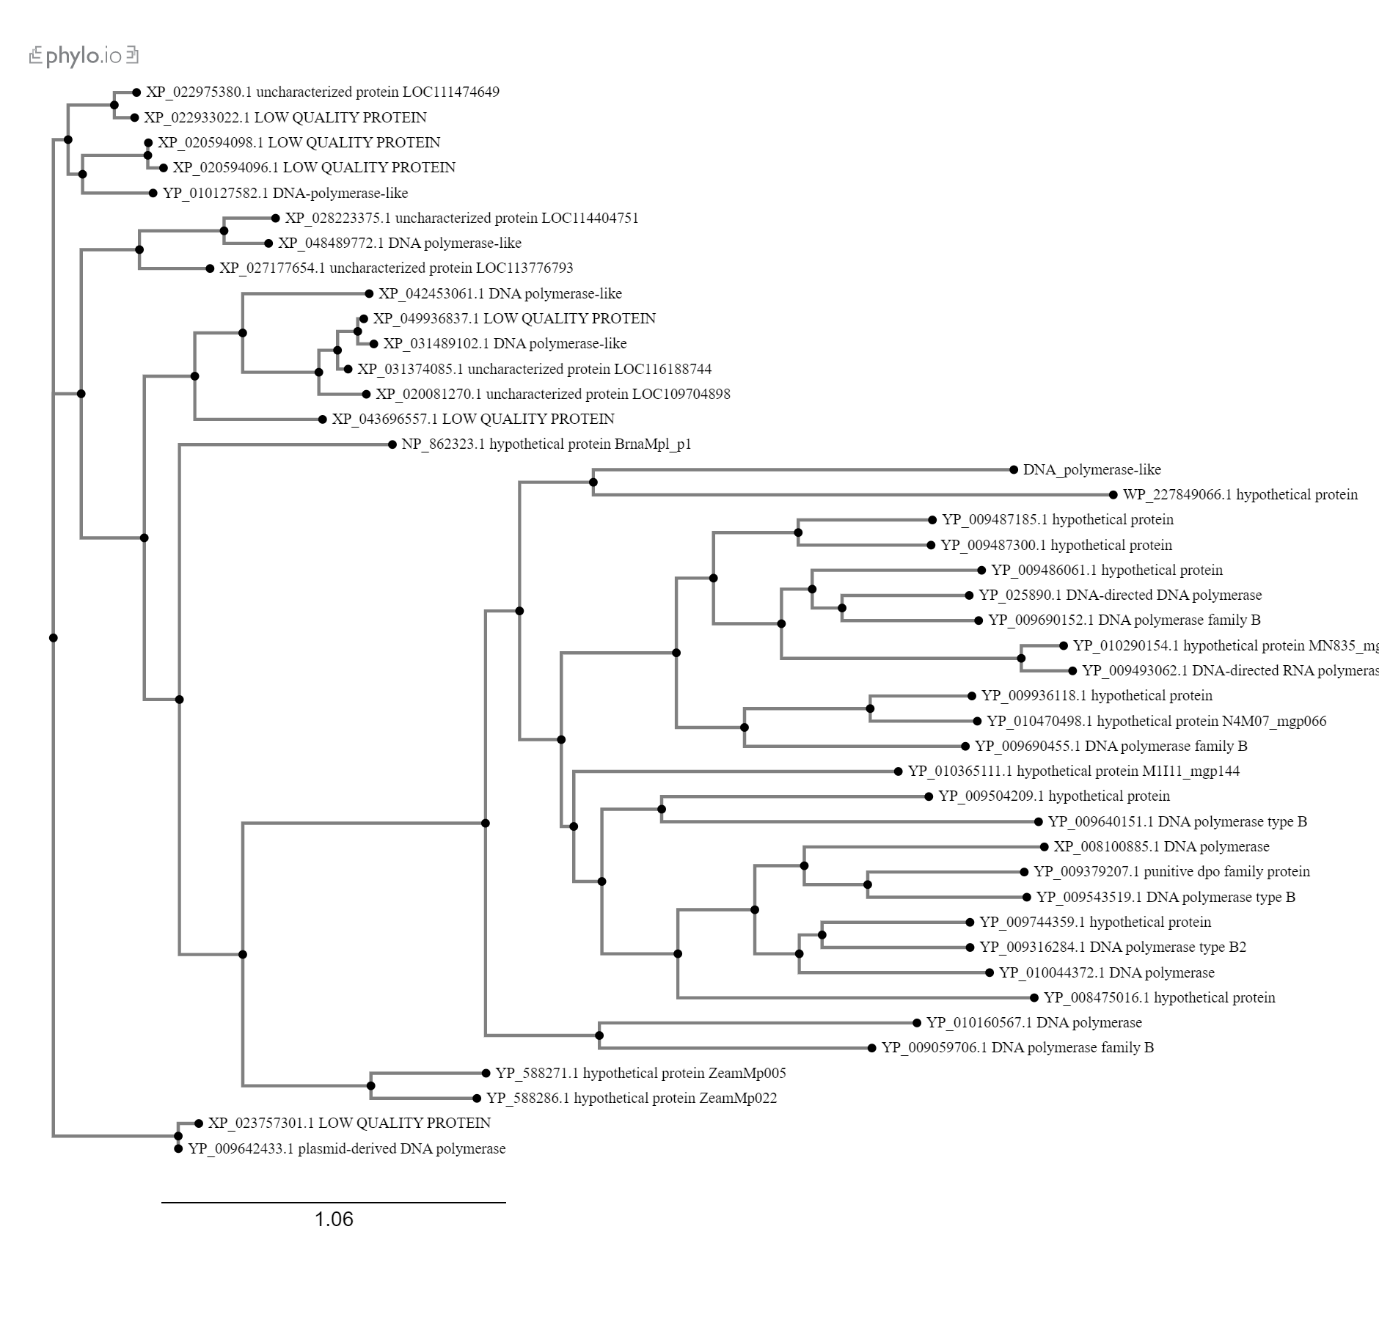 phylo.io
XP_022975380.1 uncharacterized protein LOC111474649
XP_022933022.1 LOW QUALITY PROTEIN
XP_020594098.1 LOW QUALITY PROTEIN
XP_020594096.1 LOW QUALITY PROTEIN
YP_010127582.1 DNA-polymerase-like
XP_028223375.1 uncharacterized protein LOC114404751
XP_048489772.1 DNA polymerase-like
XP_027177654.1 uncharacterized protein LOC113776793
XP_042453061.1 DNA polymerase-like
XP_049936837.1 LOW QUALITY PROTEIN
XP_031489102.1 DNA polymerase-like
XP_031374085.1 uncharacterized protein LOC116188744
XP_020081270.1 uncharacterized protein LOC109704898
XP_043696557.1 LOW QUALITY PROTEIN
NP_862323.1 hypothetical protein BrnaMpl_p1
DNA_polymerase-like
WP_227849066.1 hypothetical protein
YP_009487185.1 hypothetical protein
YP_009487300.1 hypothetical protein
YP_009486061.1 hypothetical protein
YP_025890.1 DNA-directed DNA polymerase
YP_009690152.1 DNA polymerase family B
YP_010290154.1 hypothetical protein MN835_mg
YP_009493062.1 DNA-directed RNA polymeras
YP_009936118.1 hypothetical protein
YP_010470498.1 hypothetical protein N4M07_mgp066
YP_009690455.1 DNA polymerase family B
YP_010365111.1 hypothetical protein M1I11_mgp144
YP_009504209.1 hypothetical protein
YP_009640151.1 DNA polymerase type B
XP_008100885.1 DNA polymerase
YP_009379207.1 punitive dpo family protein
YP_009543519.1 DNA polymerase type B
YP_009744359.1 hypothetical protein
YP_009316284.1 DNA polymerase type B2
YP_010044372.1 DNA polymerase
YP_008475016.1 hypothetical protein
YP_010160567.1 DNA polymerase
YP_009059706.1 DNA polymerase family B
YP_588271.1 hypothetical protein ZeamMp005
YP_588286.1 hypothetical protein ZeamMp022
XP_023757301.1 LOW QUALITY PROTEIN
YP_009642433.1 plasmid-derived DNA polymerase
1.06